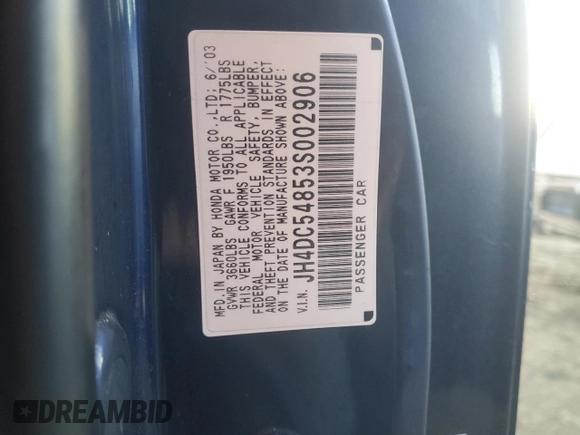 MFD.IN JAPAN BY HONDA MOTOR CO.,LTD: 6/'03
GVWR 3660LBS GAWR F 1950LBS R 1775LBS
THIS VEHICLE CONFORMS TO ALL APPLICABLE
FEDERAL MOTOR VEHICLE SAFETY, BUMPER,
AND THEFT PREVENTION STANDARDS IN EFFECT
ON THE DATE OF MANUFACTURE SHOWN ABOVE:
V.I.N. JH4DC54853S002906
PASSENGER CAR
DREAMBID